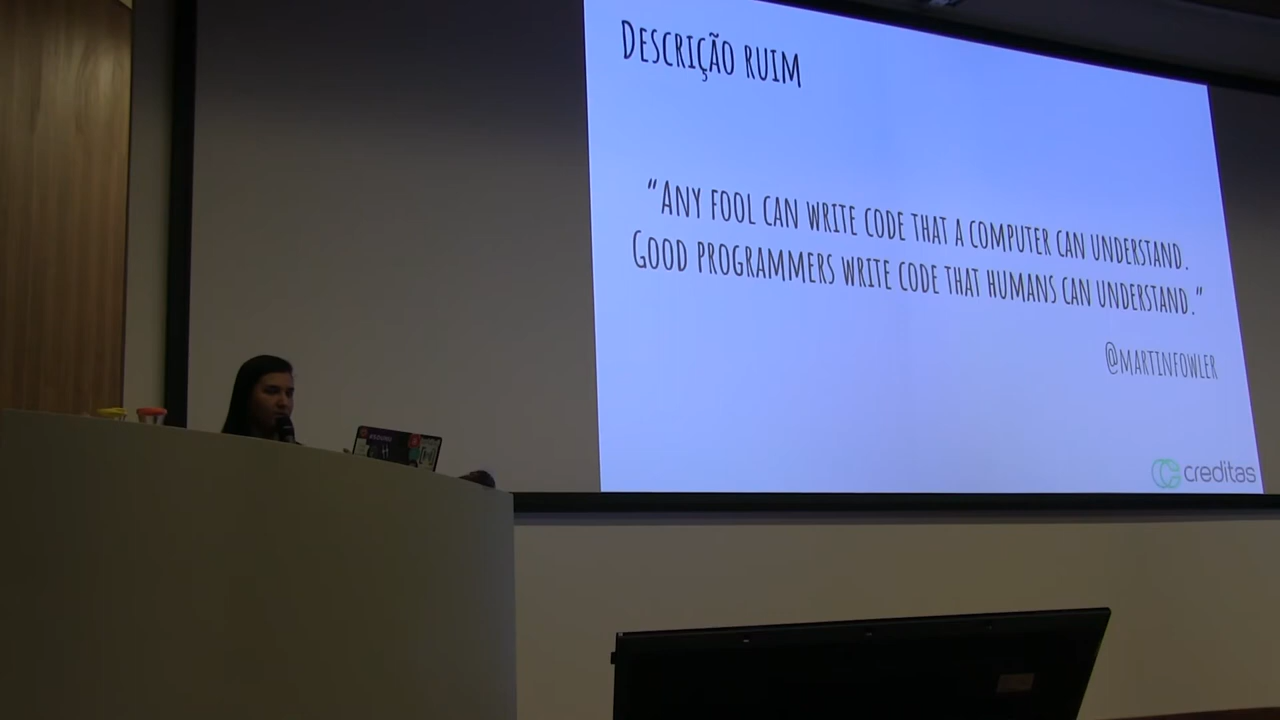 Descrição ruim
“Any fool can write code that a computer can understand.
Good programmers write code that humans can understand.”
@martinfowler
creditas